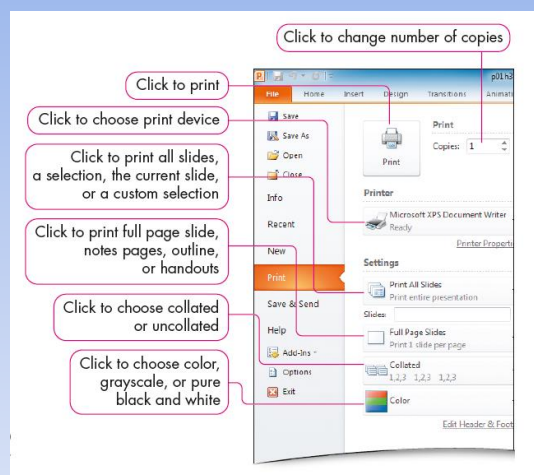 Click to change number of copies
Click to print
Click to choose print device
Click to print all slides,
a selection, the current slide,
or a custom selection
Click to print full page slide,
notes pages, outline,
or handouts
Click to choose collated
or uncollated
Click to choose color,
grayscale, or pure
black and white
P
p01h3
File Home Insert Design Transitions Animati
Save
Save As
Open
Close
Info
Recent
New
Print
Save & Send
Help
Add-Ins
Options
Exit
Print
Print
Copies: 1
Printer
Microsoft XPS Document Writer
Ready
Printer Properti
Settings
Print All Slides
Print entire presentation
Slides:
Full Page Slides
Print 1 slide per page
Collated
1,2,3 1,2,3 1,2,3
Color
Edit Header & Foot